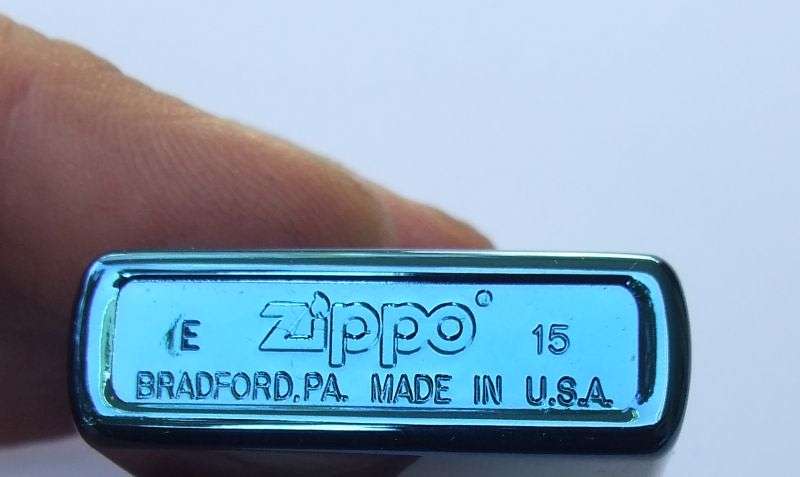 E zippo® 15
BRADFORD,PA. MADE IN U.S.A.